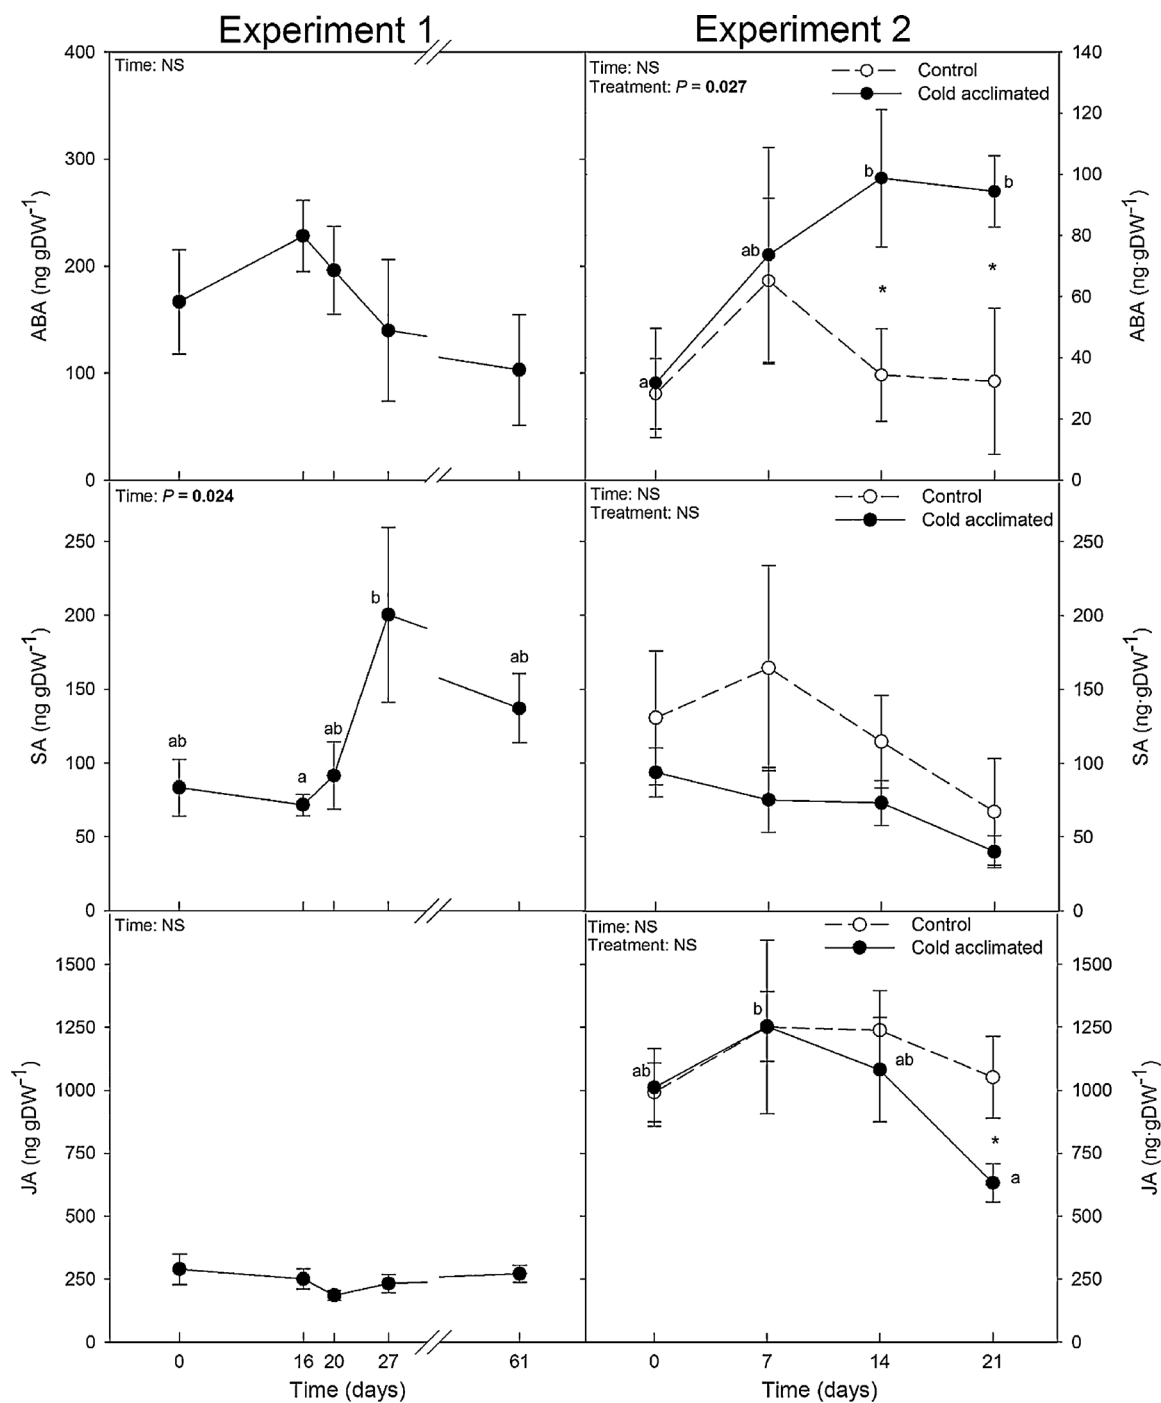 Experiment 1
Experiment 2
Time: NS
400
300
200
100
0
ABA (ng gDW⁻¹)
Time: NS
Treatment: P = 0.027
Control
Cold acclimated
a
ab
b
b
*
*
140
120
100
80
60
40
20
0
ABA (ng·gDW⁻¹)
Time: P = 0.024
250
200
150
100
50
0
SA (ng gDW⁻¹)
ab
a
ab
b
ab
Time: NS
Treatment: NS
Control
Cold acclimated
250
200
150
100
50
0
SA (ng·gDW⁻¹)
Time: NS
1500
1250
1000
750
500
250
0
JA (ng gDW⁻¹)
0 16 20 27 61
Time (days)
Time: NS
Treatment: NS
Control
Cold acclimated
ab
b
ab
*
a
1500
1250
1000
750
500
250
0
JA (ng·gDW⁻¹)
0 7 14 21
Time (days)